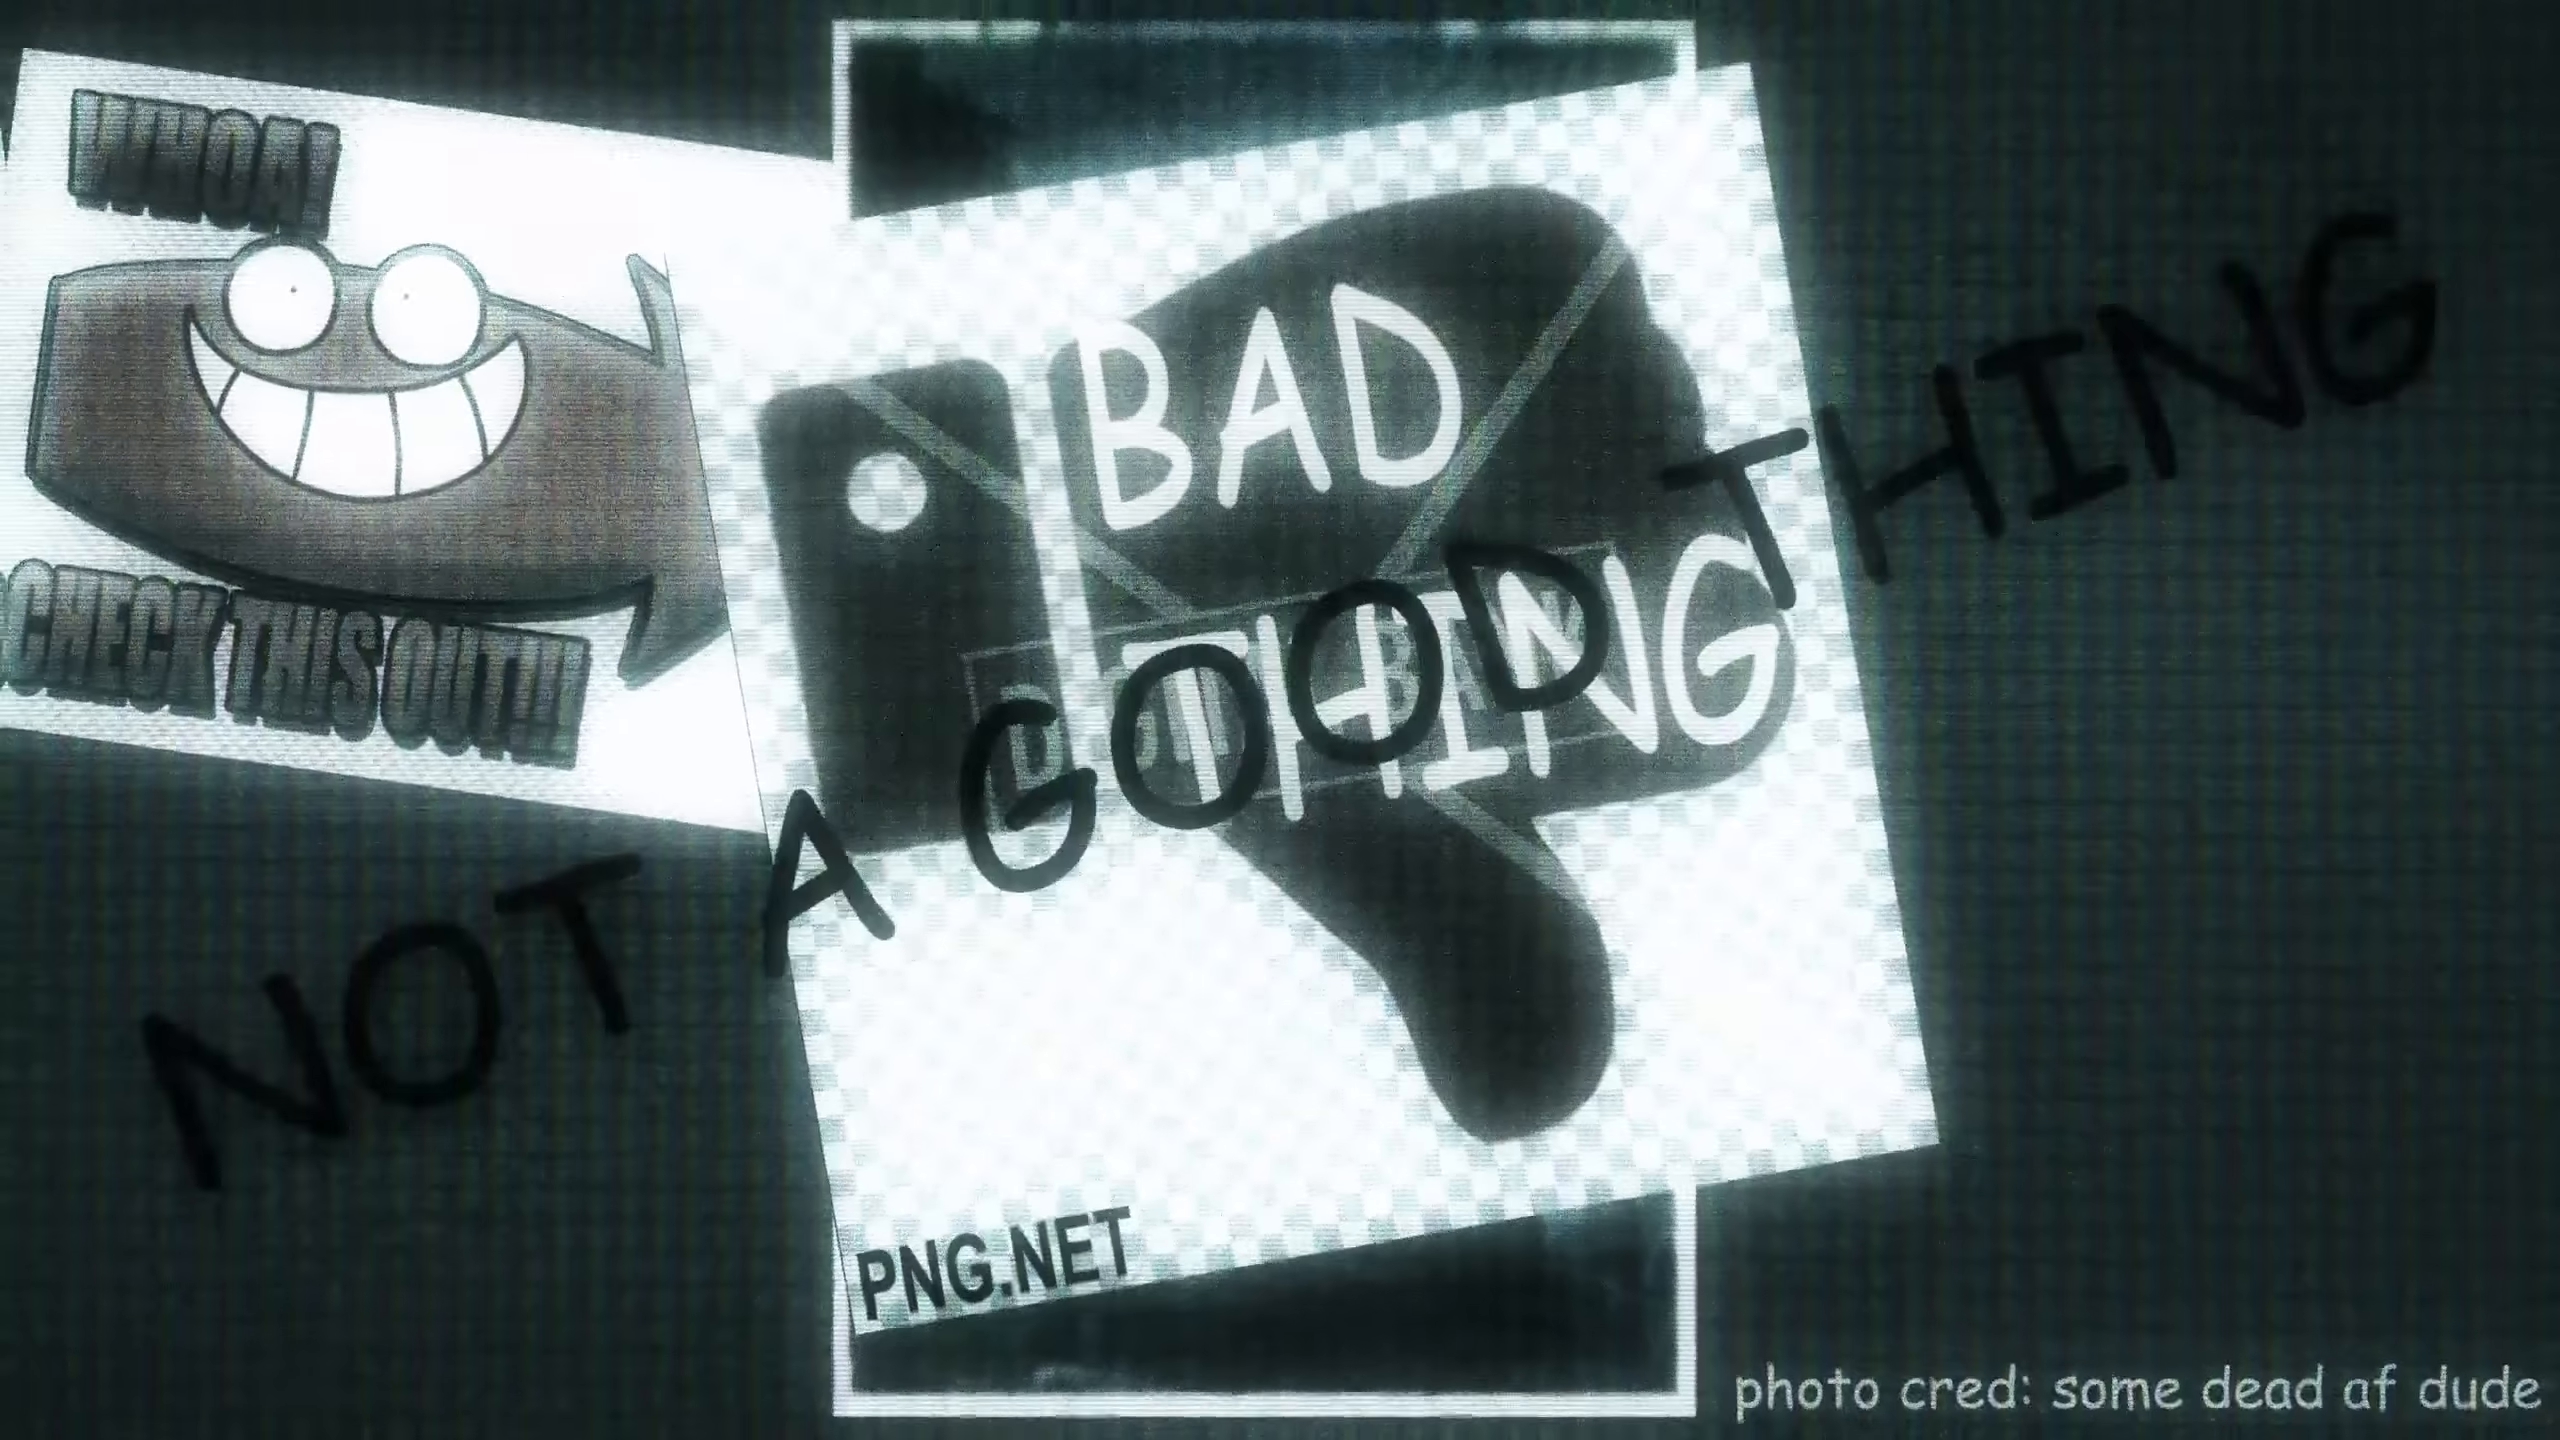 WHOA!
CHECK THIS OUT!!
BAD
THING
NOT A GOOD THING
PNG.NET
photo cred: some dead af dude